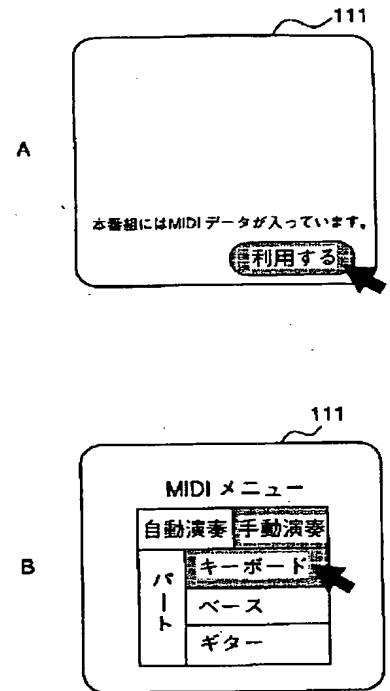 111
A
本番組にはMIDIデータが入っています。
利用する
111
B
MIDI メニュー
自動演奏 手動演奏
パート
キーボード
ベース
ギター